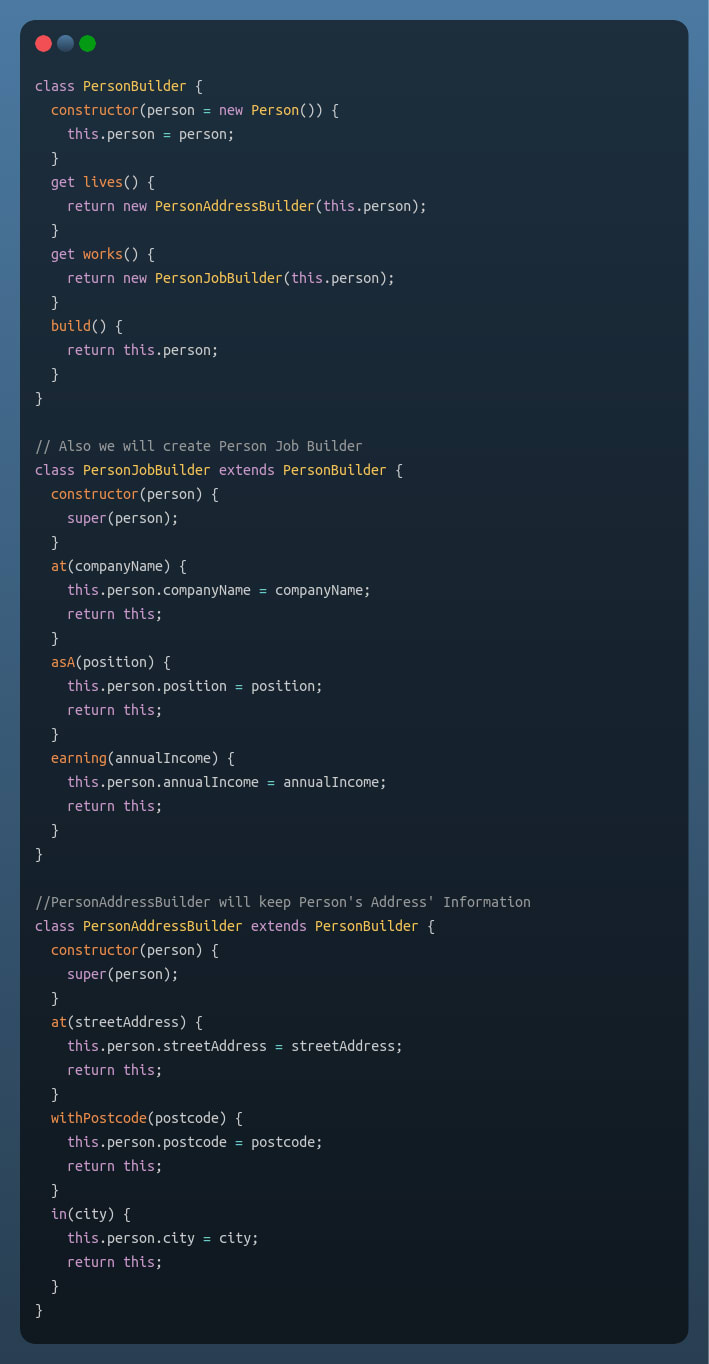 class PersonBuilder {
  constructor(person = new Person()) {
    this.person = person;
  }
  get lives() {
    return new PersonAddressBuilder(this.person);
  }
  get works() {
    return new PersonJobBuilder(this.person);
  }
  build() {
    return this.person;
  }
}

// Also we will create Person Job Builder
class PersonJobBuilder extends PersonBuilder {
  constructor(person) {
    super(person);
  }
  at(companyName) {
    this.person.companyName = companyName;
    return this;
  }
  asA(position) {
    this.person.position = position;
    return this;
  }
  earning(annualIncome) {
    this.person.annualIncome = annualIncome;
    return this;
  }
}

//PersonAddressBuilder will keep Person's Address' Information
class PersonAddressBuilder extends PersonBuilder {
  constructor(person) {
    super(person);
  }
  at(streetAddress) {
    this.person.streetAddress = streetAddress;
    return this;
  }
  withPostcode(postcode) {
    this.person.postcode = postcode;
    return this;
  }
  in(city) {
    this.person.city = city;
    return this;
  }
}